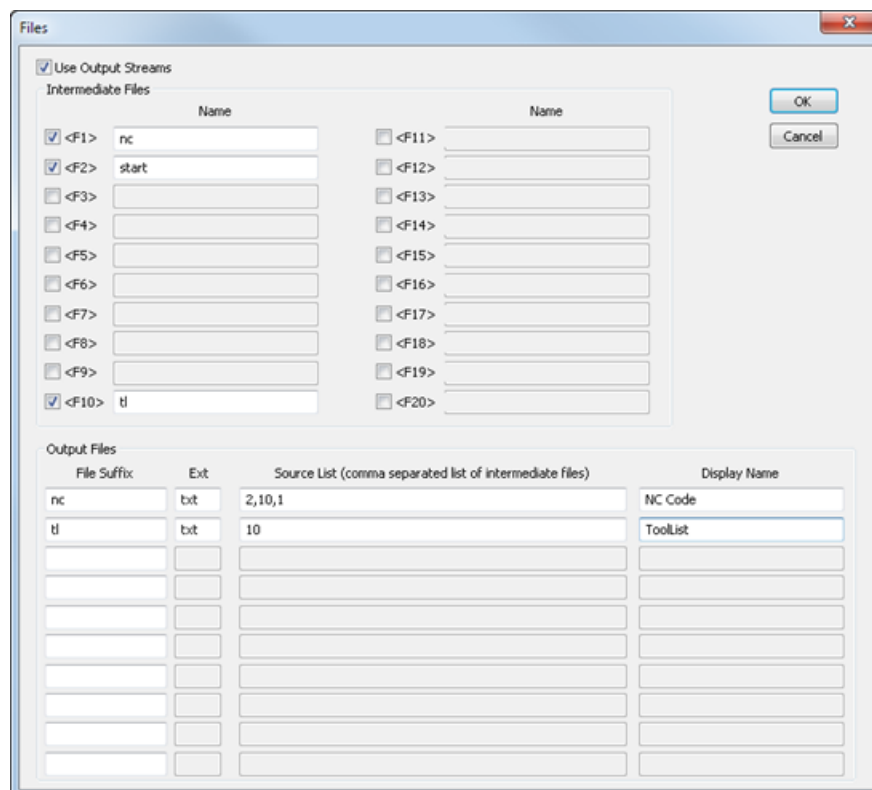 Files
Use Output Streams
Intermediate Files
Name Name
<F1> nc <F11>
<F2> start <F12>
<F3> <F13>
<F4> <F14>
<F5> <F15>
<F6> <F16>
<F7> <F17>
<F8> <F18>
<F9> <F19>
<F10> tl <F20>
OK
Cancel
Output Files
File Suffix Ext Source List (comma separated list of intermediate files) Display Name
nc txt 2,10,1 NC Code
tl txt 10 ToolList